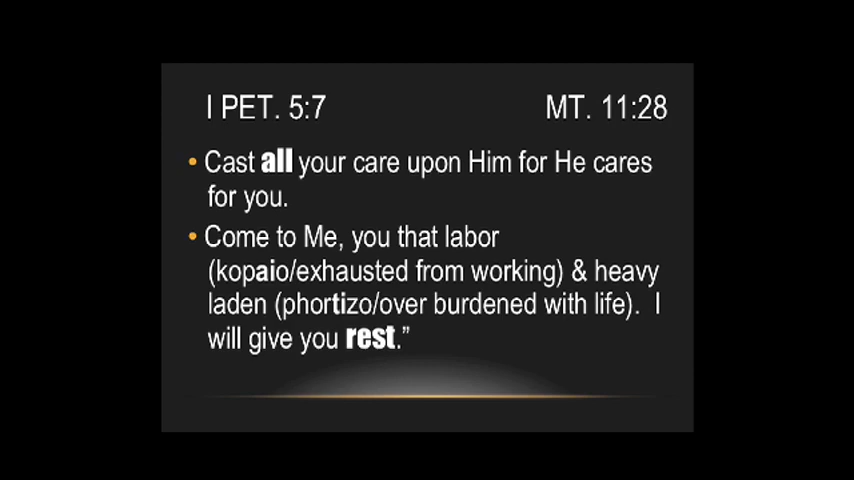 I PET. 5:7 MT. 11:28
• Cast all your care upon Him for He cares
for you.
• Come to Me, you that labor
(kopaio/exhausted from working) & heavy
laden (phortizo/over burdened with life).  I
will give you rest.”